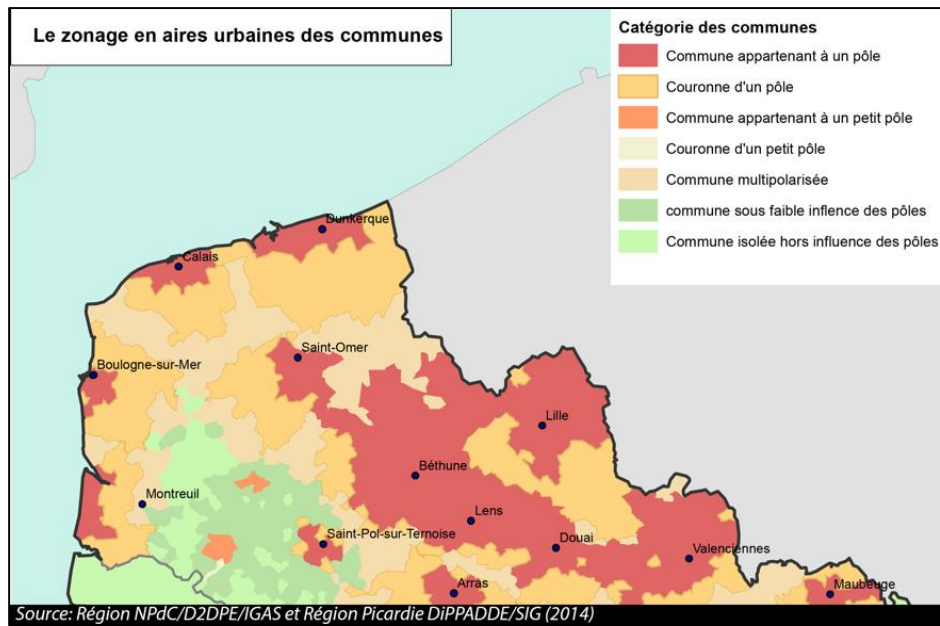 Le zonage en aires urbaines des communes
Catégorie des communes
Commune appartenant à un pôle
Couronne d'un pôle
Commune appartenant à un petit pôle
Couronne d'un petit pôle
Commune multipolarisée
commune sous faible inflence des pôles
Commune isolée hors influence des pôles
Dunkerque
Calais
Saint-Omer
Boulogne-sur-Mer
Lille
Béthune
Montreuil
Lens
Saint-Pol-sur-Ternoise
Douai
Valenciennes
Arras
Maubeuge
Source: Région NPdC/D2DPE/IGAS et Région Picardie DiPPADDE/SIG (2014)